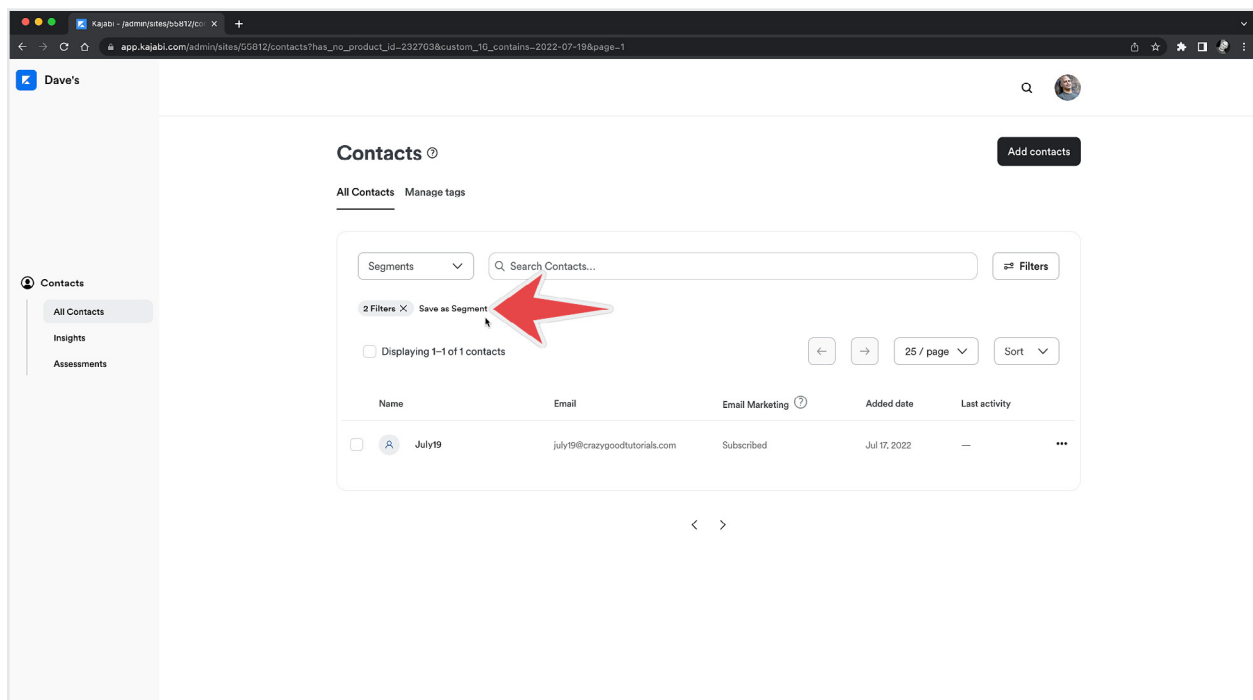 Kajabi - /admin/sites/55812/co
app.kajabi.com/admin/sites/55812/contacts?has_no_product_id=232703&custom_16_contains=2022-07-19&page=1
Dave's
Contacts
Add contacts
All Contacts Manage tags
Segments Search Contacts... Filters
Contacts
All Contacts
Insights
Assessments
2 Filters Save as Segment
Displaying 1–1 of 1 contacts 25 / page Sort
Name Email Email Marketing Added date Last activity
July19 july19@crazygoodtutorials.com Subscribed Jul 17, 2022 —